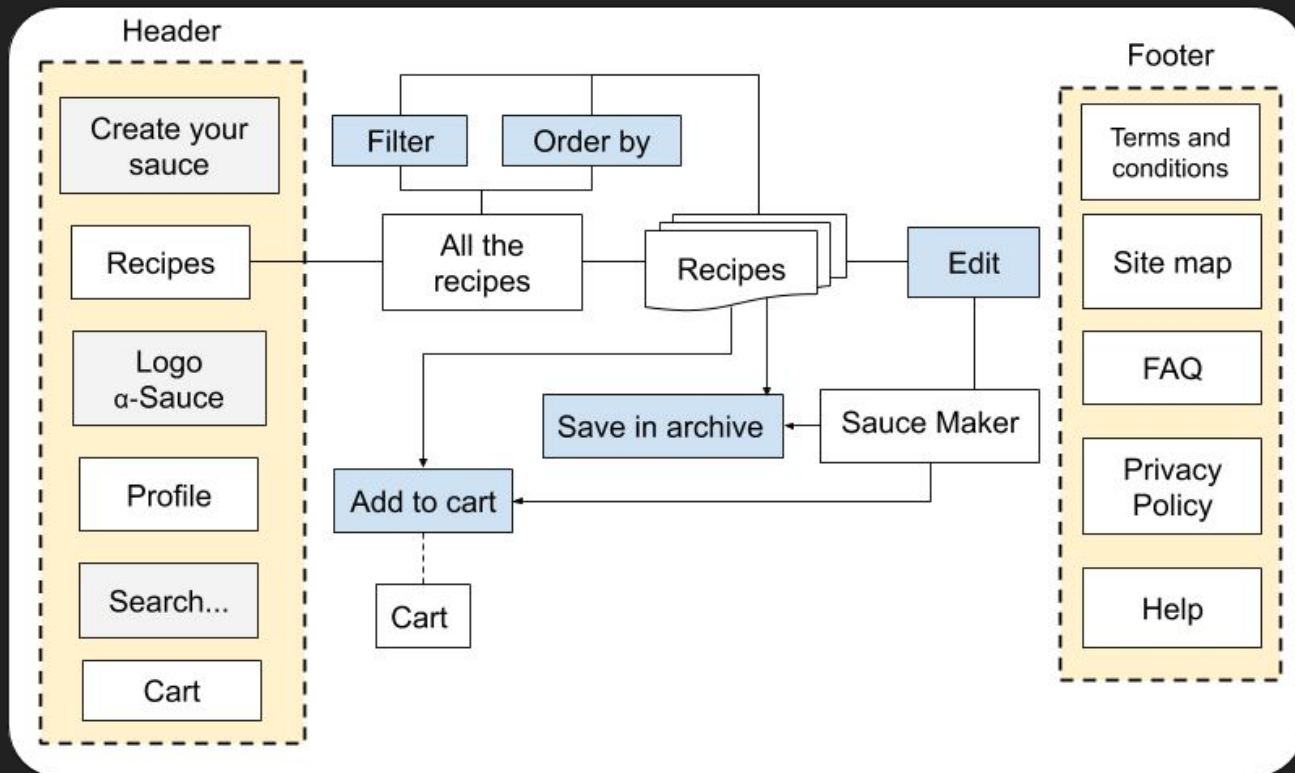 Header
Create your
sauce
Recipes
Logo
α-Sauce
Profile
Search...
Cart
Filter
Order by
All the
recipes
Recipes
Edit
Save in archive
Sauce Maker
Add to cart
Cart
Footer
Terms and
conditions
Site map
FAQ
Privacy
Policy
Help